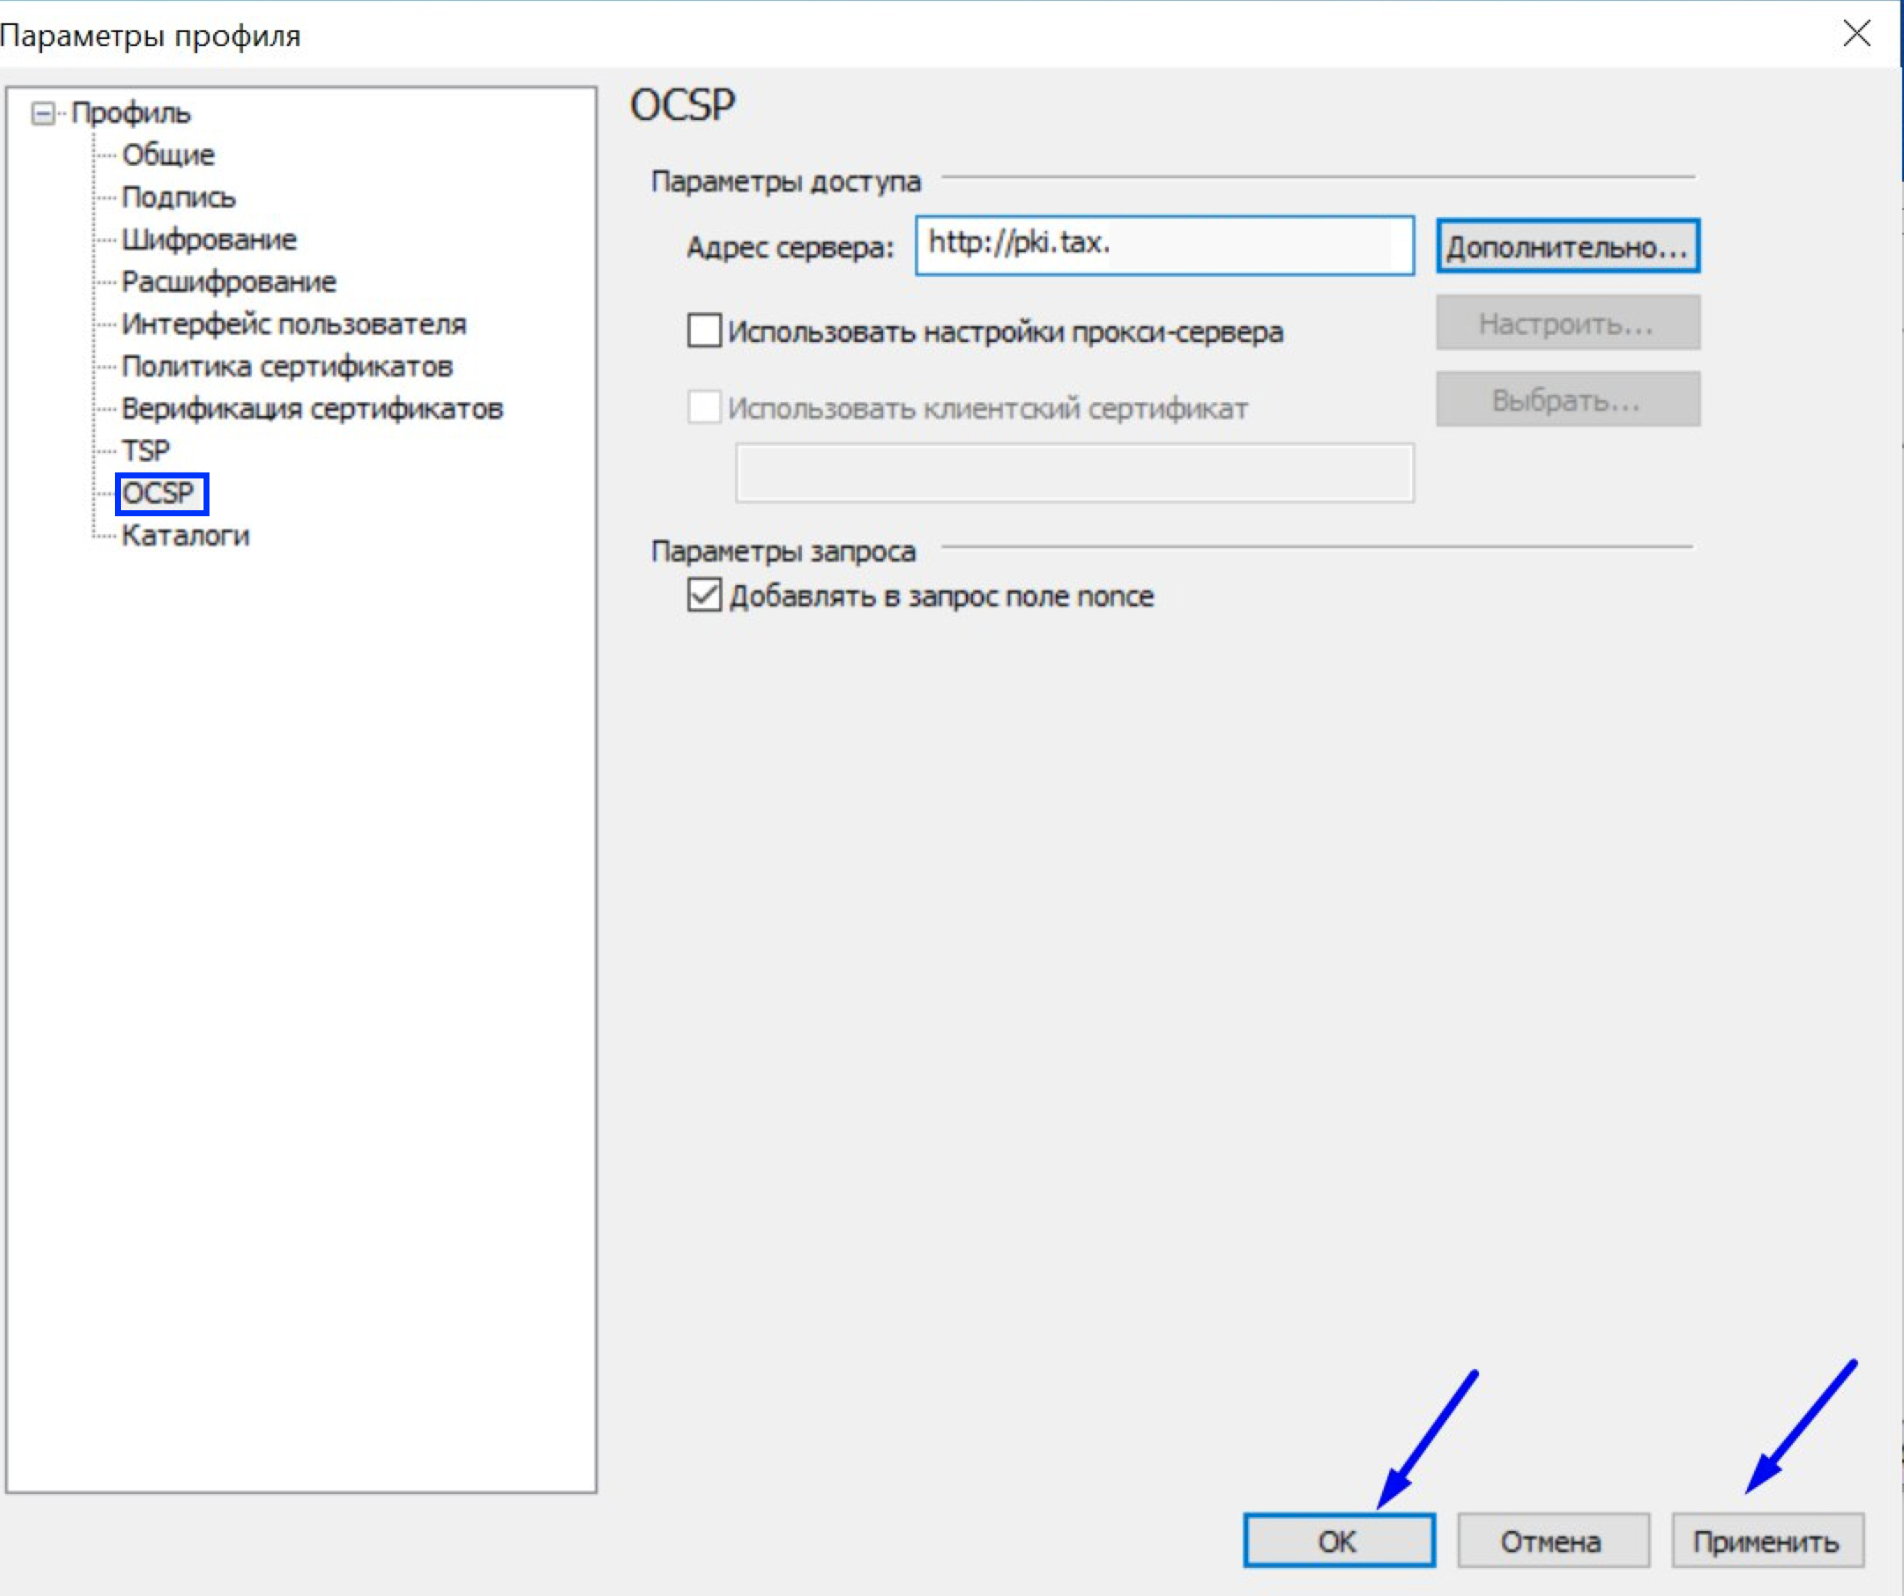 Параметры профиля
Профиль
Общие
Подпись
Шифрование
Расшифрование
Интерфейс пользователя
Политика сертификатов
Верификация сертификатов
TSP
OCSP
Каталоги
OCSP
Параметры доступа
Адрес сервера: http://pki.tax. Дополнительно...
Использовать настройки прокси-сервера Настроить...
Использовать клиентский сертификат Выбрать...
Параметры запроса
Добавлять в запрос поле nonce
ОК Отмена Применить